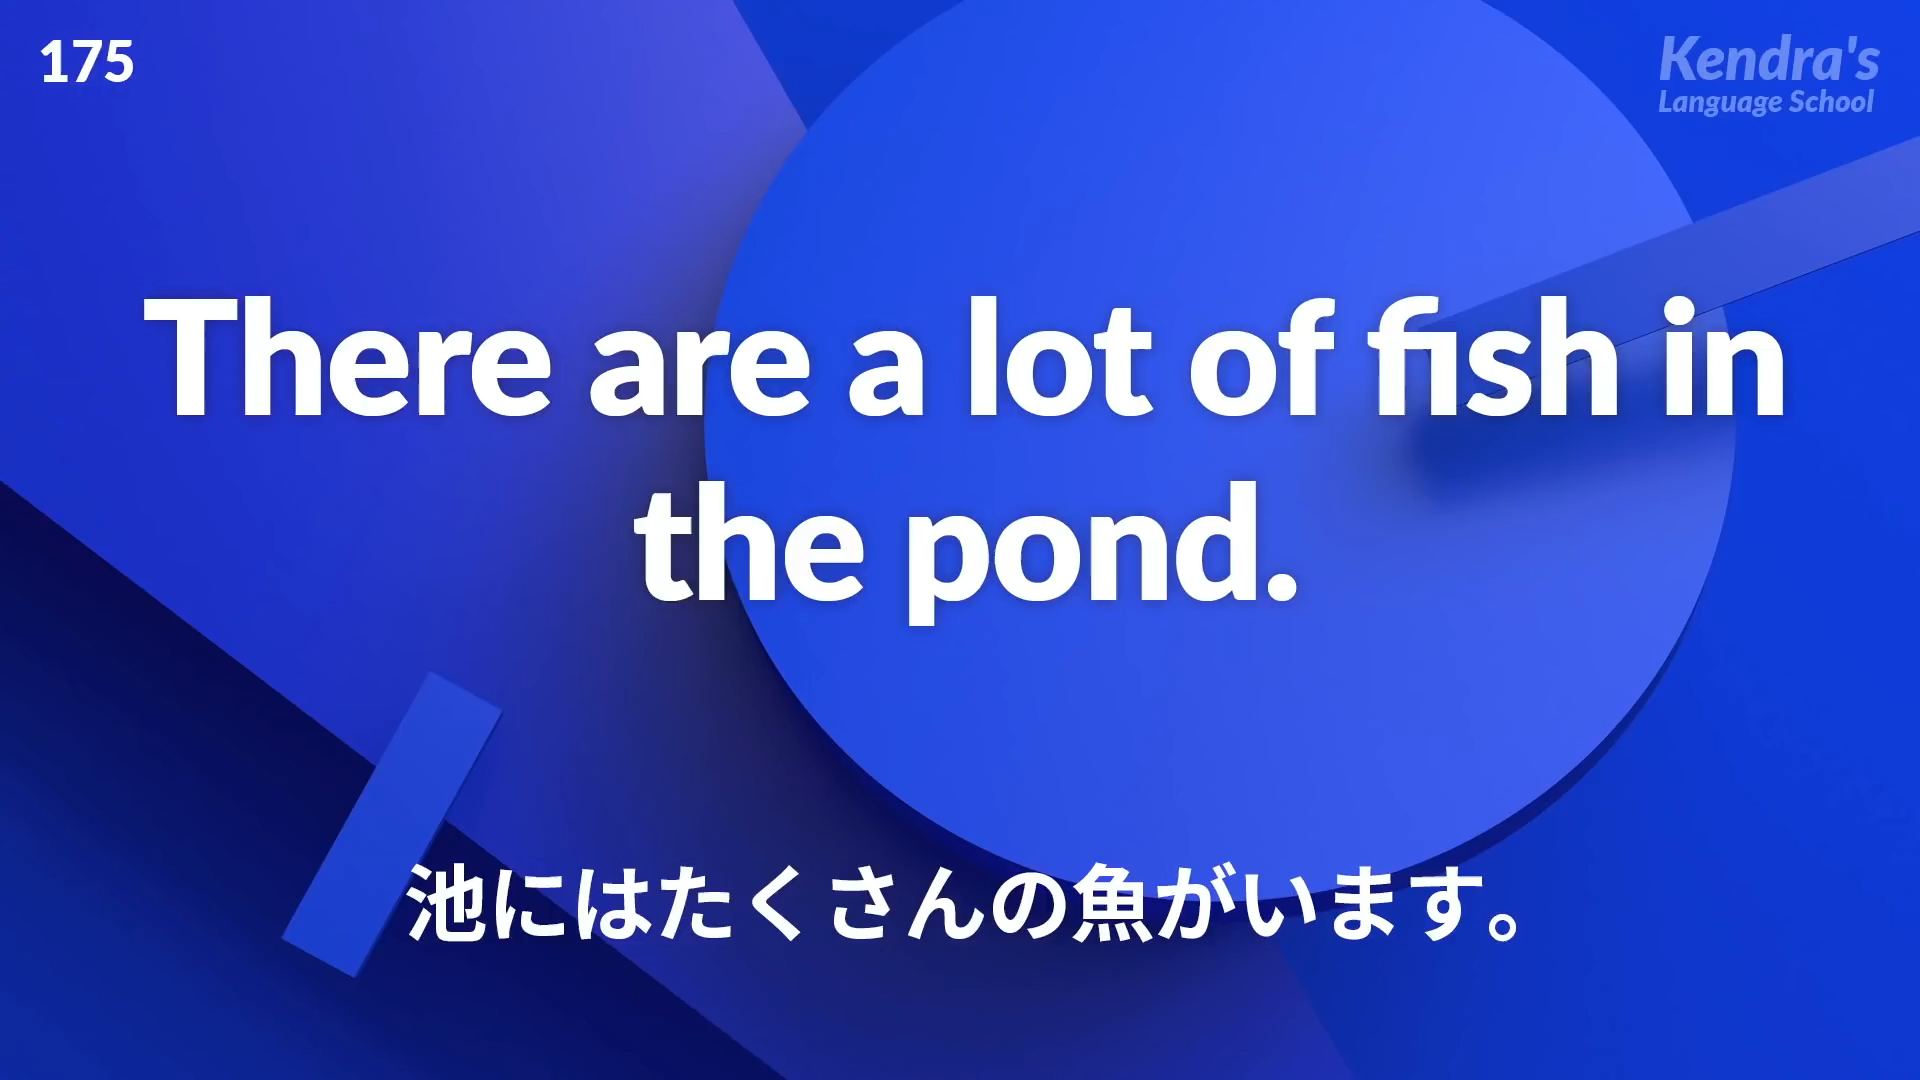 175
Kendra's
Language School
There are a lot of fish in
the pond.
池にはたくさんの魚がいます。